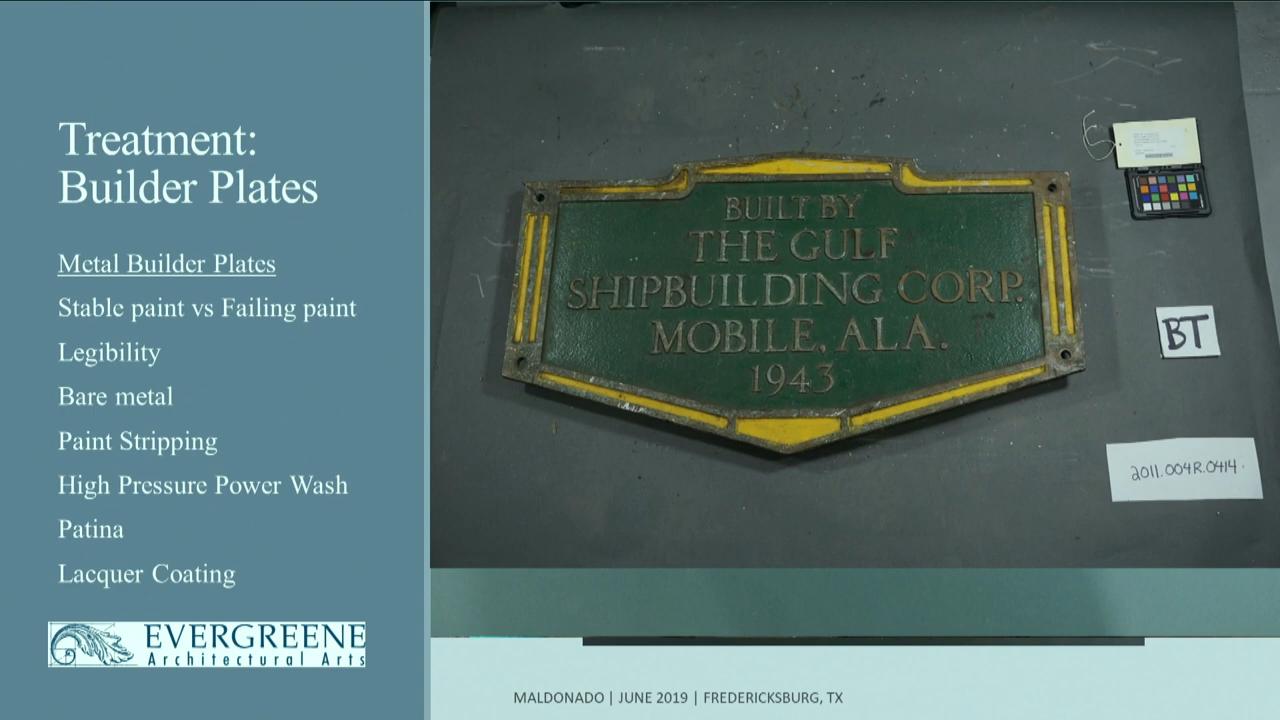 Treatment:
Builder Plates
Metal Builder Plates
Stable paint vs Failing paint
Legibility
Bare metal
Paint Stripping
High Pressure Power Wash
Patina
Lacquer Coating
EVERGREENE
Architectural Arts
BUILT BY
THE GULF
SHIPBUILDING CORP.
MOBILE, ALA.
1943
BT
2011.004R.0414.
MALDONADO | JUNE 2019 | FREDERICKSBURG, TX